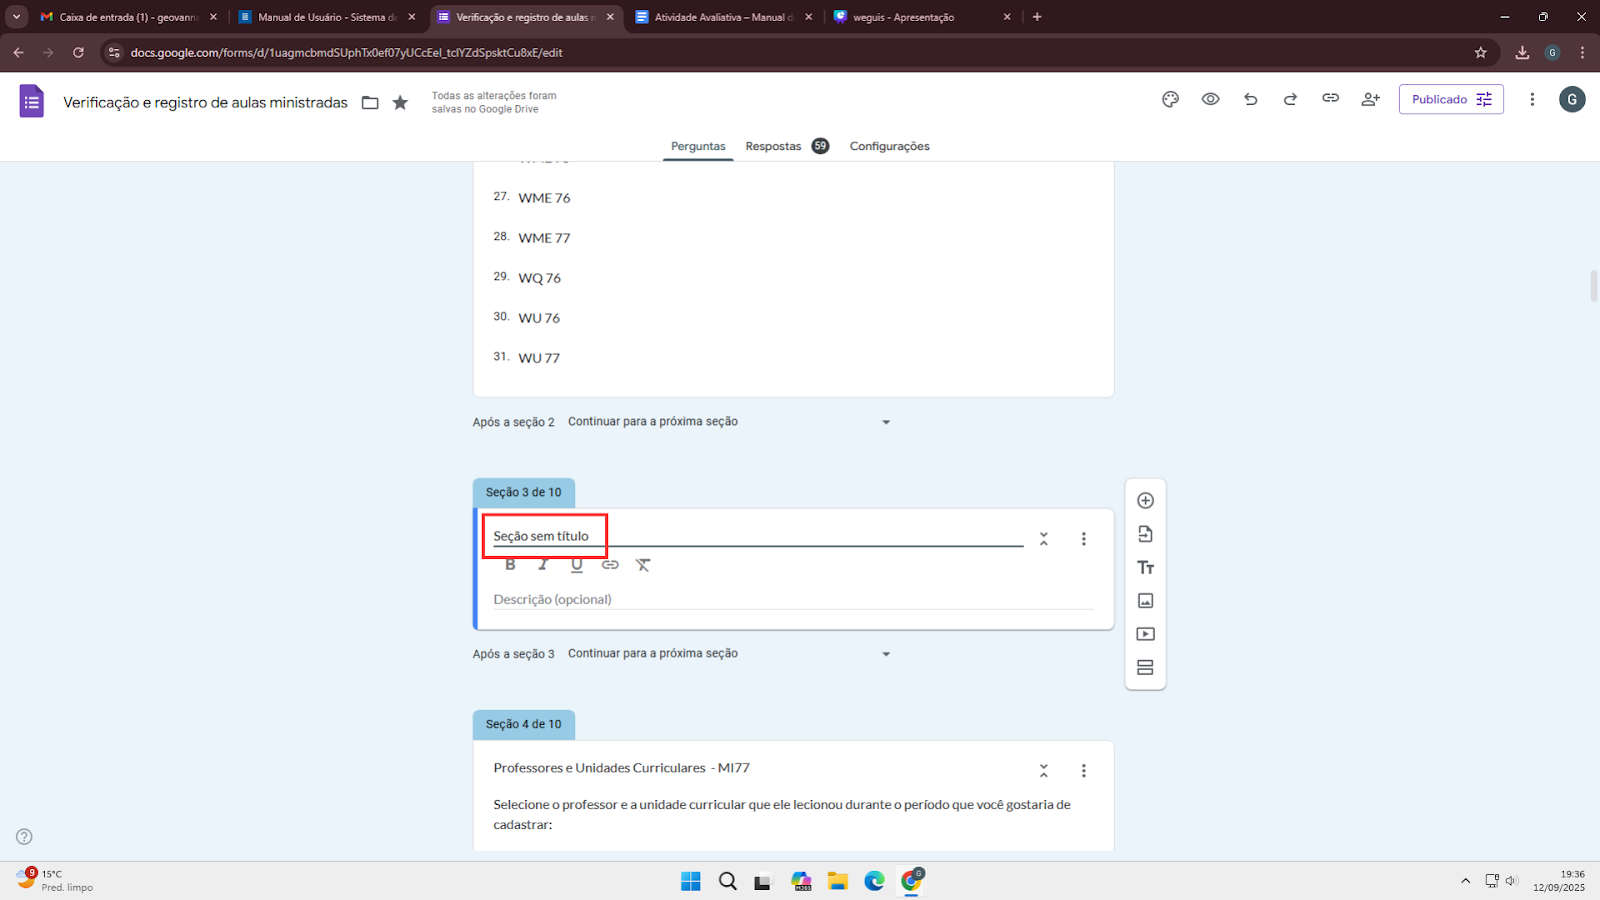 Caixa de entrada (1) - geovanna
Manual de Usuário - Sistema de
Verificação e registro de aulas m
Atividade Avaliativa – Manual d
weguis - Apresentação
docs.google.com/forms/d/1uagmcbmdSUphTx0ef07yUCcEeI_tclYZdSpsktCu8xE/edit
G
Verificação e registro de aulas ministradas
Todas as alterações foram
salvas no Google Drive
Publicado
G
Perguntas
Respostas 59
Configurações
27. WME 76
28. WME 77
29. WQ 76
30. WU 76
31. WU 77
Após a seção 2 Continuar para a próxima seção
Seção 3 de 10
Seção sem título
B I U
Descrição (opcional)
Tт
Após a seção 3 Continuar para a próxima seção
Seção 4 de 10
Professores e Unidades Curriculares - MI77
Selecione o professor e a unidade curricular que ele lecionou durante o período que você gostaria de
cadastrar:
9
15°C
Pred. limpo
M365
G
19:36
12/09/2025